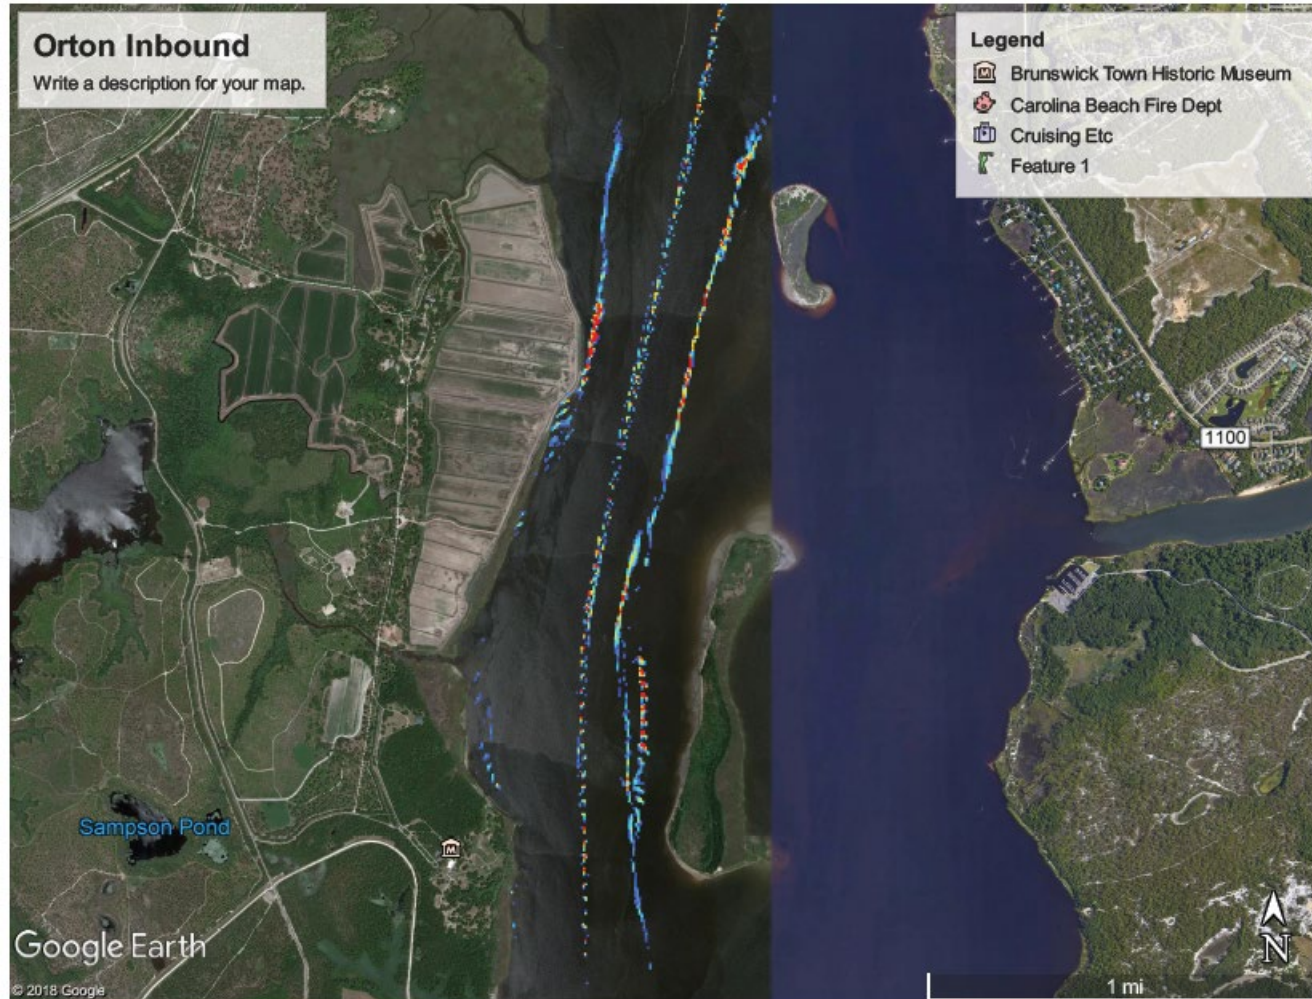 Orton Inbound
Write a description for your map.
Legend
Brunswick Town Historic Museum
Carolina Beach Fire Dept
Cruising Etc
Feature 1
1100
Sampson Pond
M
Google Earth
© 2018 Google
N
1 mi